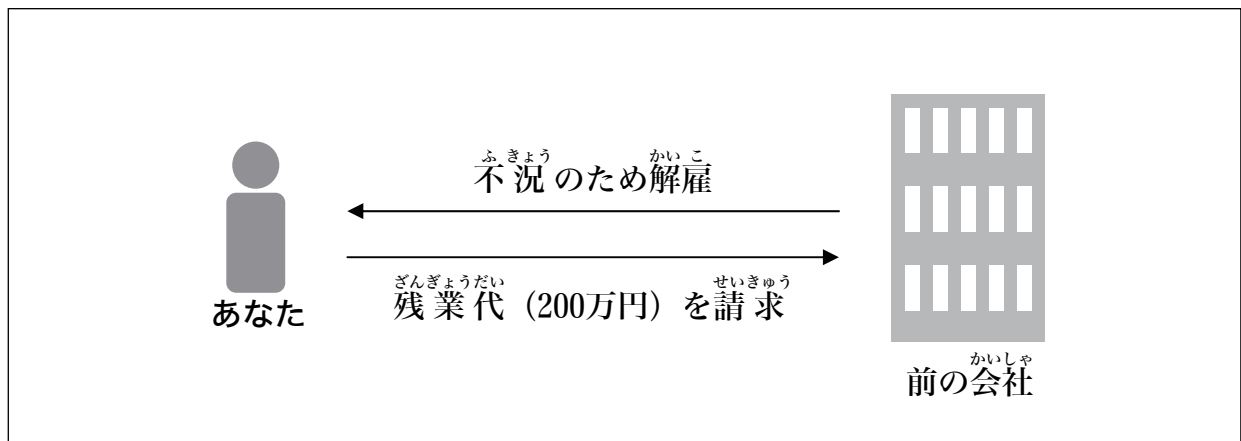 不況のため解雇
ふきょう かいこ
残業代（200万円）を請求
ざんぎょうだい せいきゅう
あなた
前の会社
かいしゃ